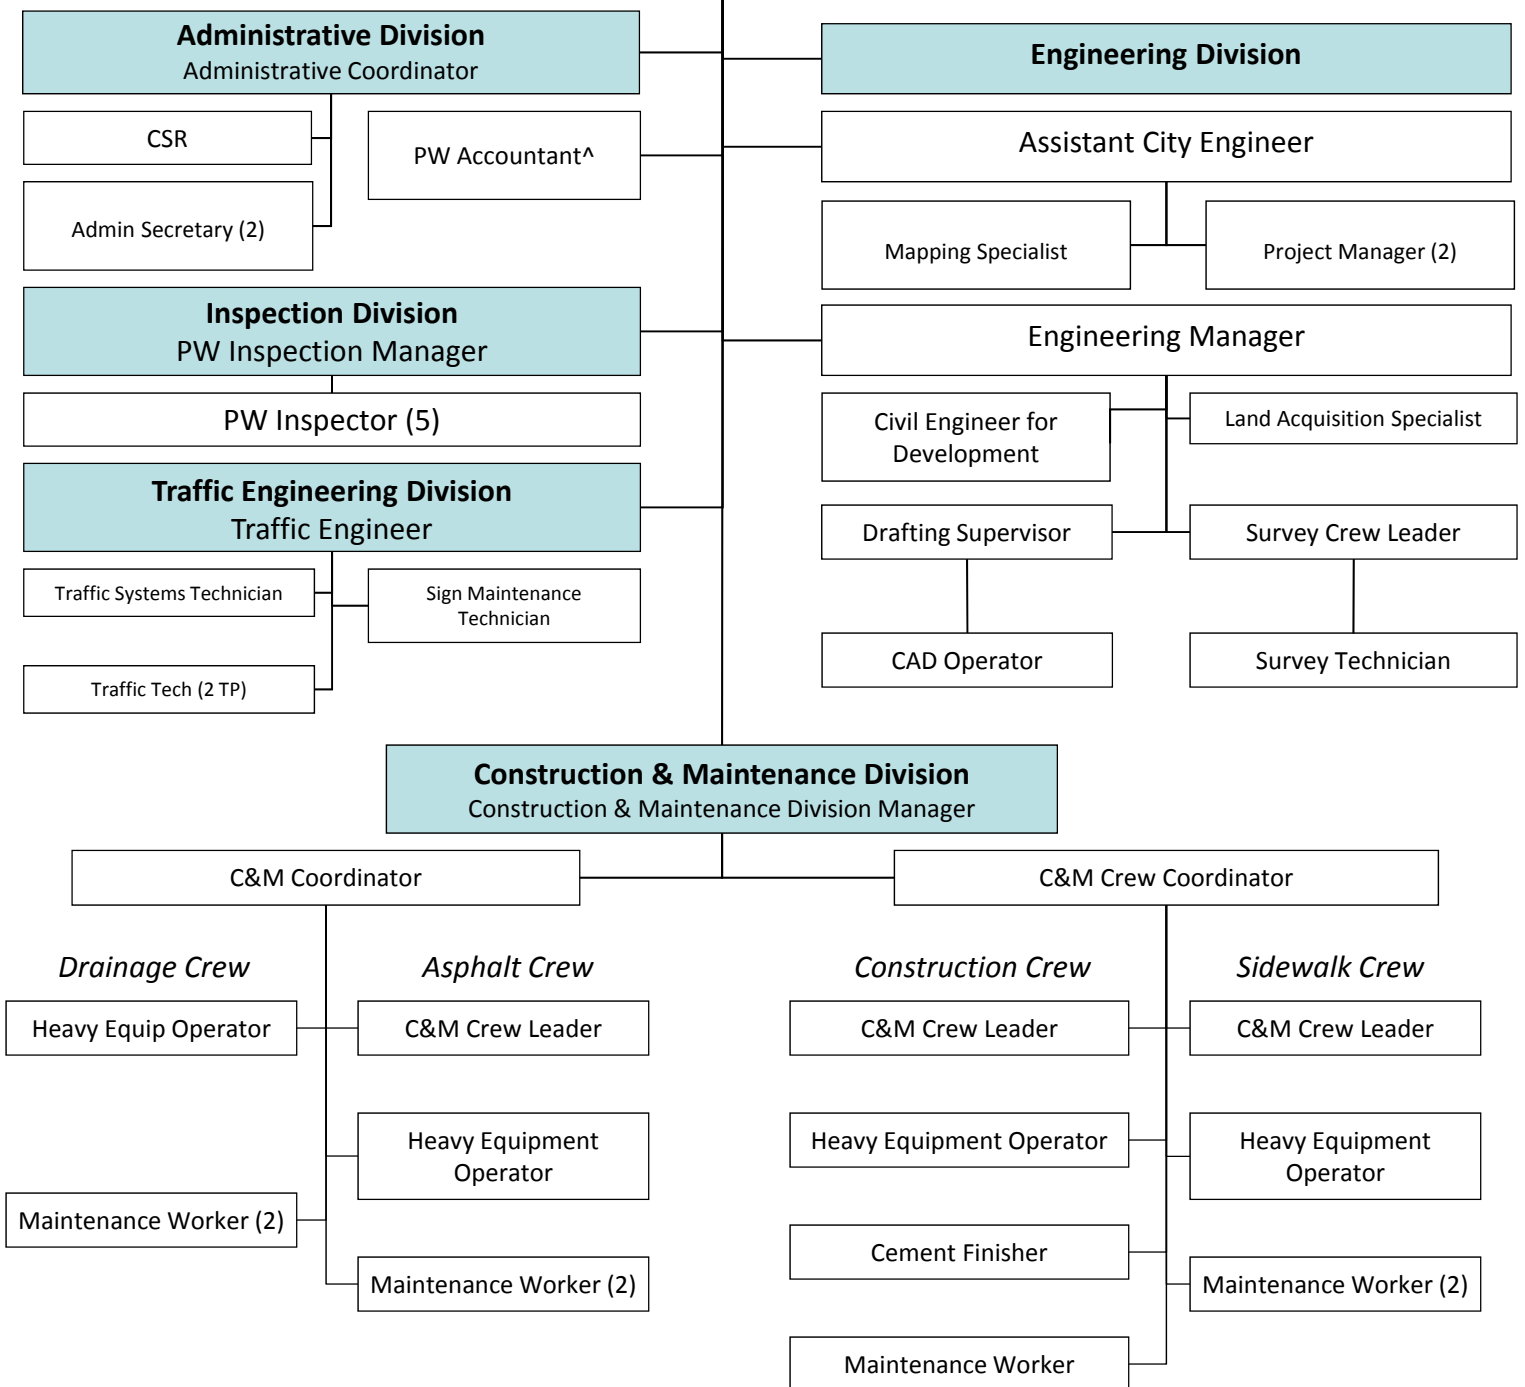 Administrative Division
Administrative Coordinator
CSR
PW Accountant^
Admin Secretary (2)
Engineering Division
Assistant City Engineer
Mapping Specialist
Project Manager (2)
Inspection Division
PW Inspection Manager
PW Inspector (5)
Engineering Manager
Civil Engineer for
Development
Land Acquisition Specialist
Drafting Supervisor
Survey Crew Leader
CAD Operator
Survey Technician
Traffic Engineering Division
Traffic Engineer
Traffic Systems Technician
Sign Maintenance
Technician
Traffic Tech (2 TP)
Construction & Maintenance Division
Construction & Maintenance Division Manager
C&M Coordinator
C&M Crew Coordinator
Drainage Crew
Heavy Equip Operator
Maintenance Worker (2)
Asphalt Crew
C&M Crew Leader
Heavy Equipment
Operator
Maintenance Worker (2)
Construction Crew
C&M Crew Leader
Heavy Equipment Operator
Cement Finisher
Maintenance Worker
Sidewalk Crew
C&M Crew Leader
Heavy Equipment
Operator
Maintenance Worker (2)